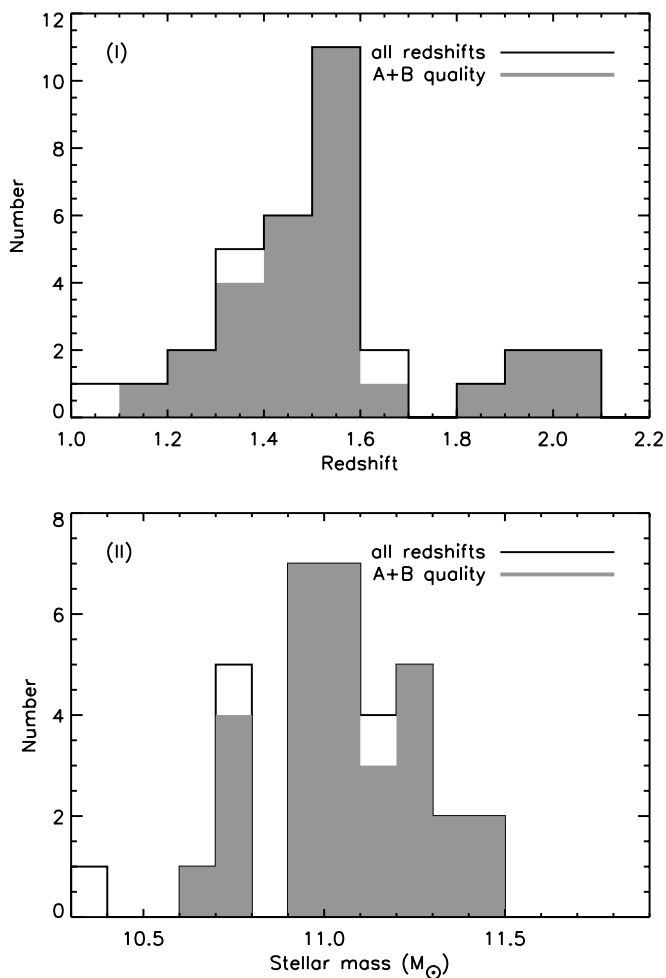 12
10
8
6
4
2
0
Number
(I)
all redshifts
A+B quality
1.0 1.2 1.4 1.6 1.8 2.0 2.2
Redshift
8
6
4
2
0
Number
(II)
all redshifts
A+B quality
10.5 11.0 11.5
Stellar mass (M⊙)